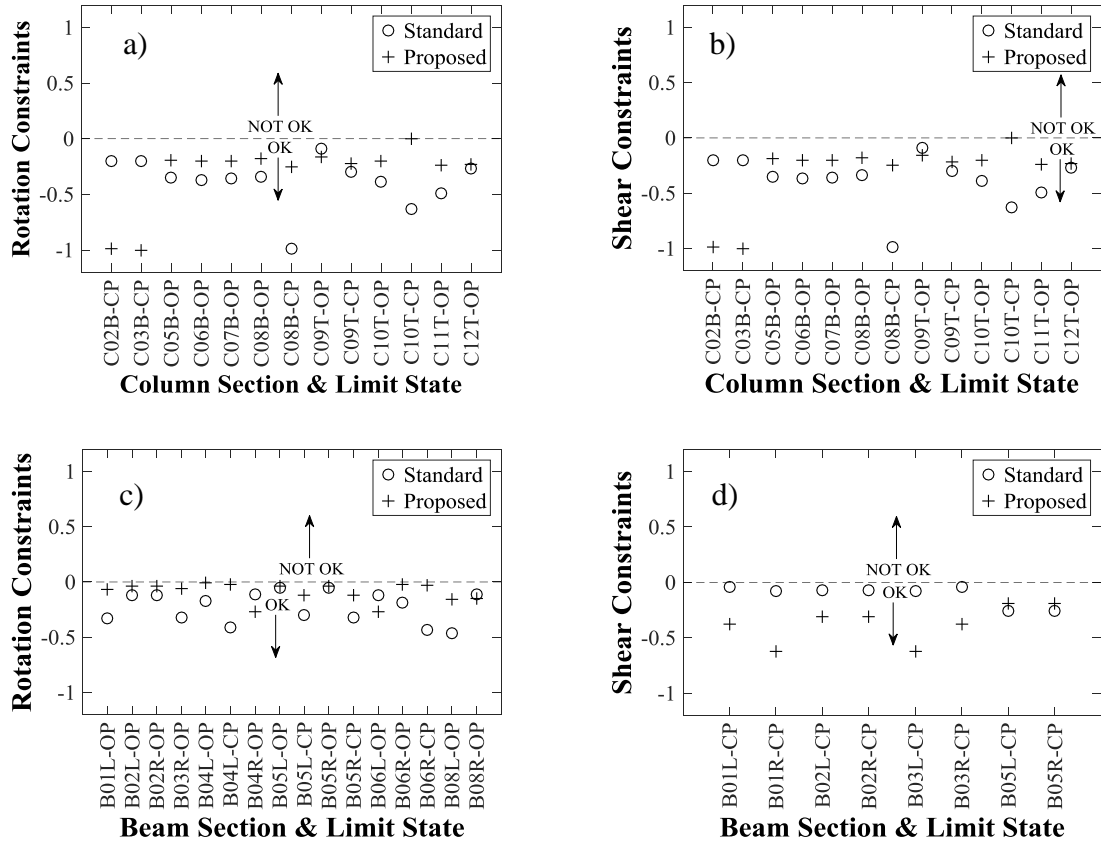 a)
Standard
Proposed
1
0.5
0
-0.5
-1
NOT OK
OK
Rotation Constraints
C02B-CP
C03B-CP
C05B-OP
C06B-OP
C07B-OP
C08B-OP
C08B-CP
C09T-OP
C09T-CP
C10T-OP
C10T-CP
C11T-OP
C12T-OP
Column Section & Limit State
b)
Standard
Proposed
1
0.5
0
-0.5
-1
NOT OK
OK
Shear Constraints
C02B-CP
C03B-CP
C05B-OP
C06B-OP
C07B-OP
C08B-OP
C08B-CP
C09T-OP
C09T-CP
C10T-OP
C10T-CP
C11T-OP
C12T-OP
Column Section & Limit State
c)
Standard
Proposed
1
0.5
0
-0.5
-1
NOT OK
OK
Rotation Constraints
B01L-OP
B02L-OP
B02R-OP
B03R-OP
B04L-OP
B04L-CP
B04R-OP
B05L-OP
B05L-CP
B05R-OP
B05R-CP
B06L-OP
B06R-OP
B06R-CP
B08L-OP
B08R-OP
Beam Section & Limit State
d)
Standard
Proposed
1
0.5
0
-0.5
-1
NOT OK
OK
Shear Constraints
B01L-CP
B01R-CP
B02L-CP
B02R-CP
B03L-CP
B03R-CP
B05L-CP
B05R-CP
Beam Section & Limit State